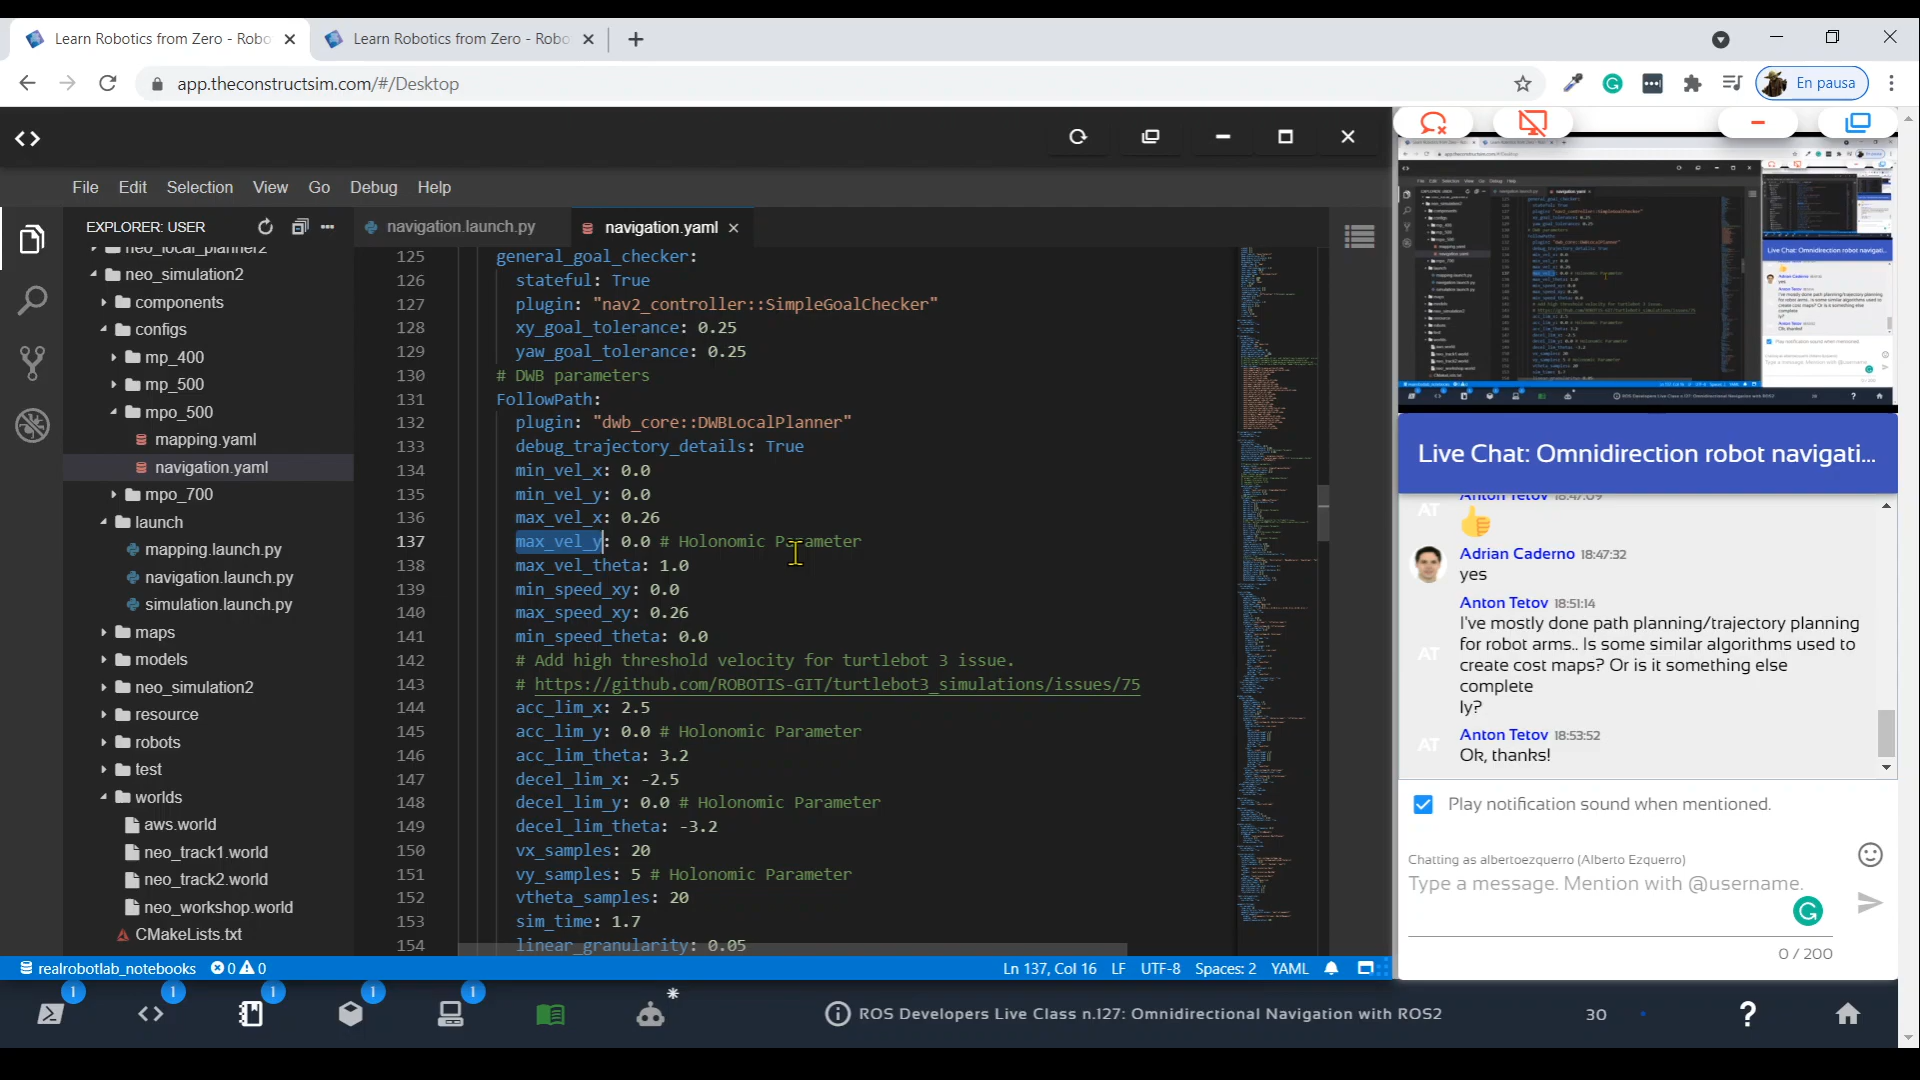 Learn Robotics from Zero - Robo
Learn Robotics from Zero - Robo
app.theconstructsim.com/#/Desktop
En pausa
File Edit Selection View Go Debug Help
EXPLORER: USER
neo_local_planner2
neo_simulation2
components
configs
mp_400
mp_500
mpo_500
mapping.yaml
navigation.yaml
mpo_700
launch
mapping.launch.py
navigation.launch.py
simulation.launch.py
maps
models
neo_simulation2
resource
robots
test
worlds
aws.world
neo_track1.world
neo_track2.world
neo_workshop.world
CMakeLists.txt
navigation.launch.py
navigation.yaml
125 general_goal_checker:
126 stateful: True
127 plugin: "nav2_controller::SimpleGoalChecker"
128 xy_goal_tolerance: 0.25
129 yaw_goal_tolerance: 0.25
130 # DWB parameters
131 FollowPath:
132 plugin: "dwb_core::DWBLocalPlanner"
133 debug_trajectory_details: True
134 min_vel_x: 0.0
135 min_vel_y: 0.0
136 max_vel_x: 0.26
137 max_vel_y: 0.0 # Holonomic Parameter
138 max_vel_theta: 1.0
139 min_speed_xy: 0.0
140 max_speed_xy: 0.26
141 min_speed_theta: 0.0
142 # Add high threshold velocity for turtlebot 3 issue.
143 # https://github.com/ROBOTIS-GIT/turtlebot3_simulations/issues/75
144 acc_lim_x: 2.5
145 acc_lim_y: 0.0 # Holonomic Parameter
146 acc_lim_theta: 3.2
147 decel_lim_x: -2.5
148 decel_lim_y: 0.0 # Holonomic Parameter
149 decel_lim_theta: -3.2
150 vx_samples: 20
151 vy_samples: 5 # Holonomic Parameter
152 vtheta_samples: 20
153 sim_time: 1.7
154 linear_granularity: 0.05
Live Chat: Omnidirection robot navigati...
AT Anton Tetov 18:47:09
Adrian Caderno 18:47:32
yes
Anton Tetov 18:51:14
AT
I've mostly done path planning/trajectory planning
for robot arms.. Is some similar algorithms used to
create cost maps? Or is it something else
complete
ly?
Anton Tetov 18:53:52
AT
Ok, thanks!
Play notification sound when mentioned.
Chatting as albertoezquerro (Alberto Ezquerro)
Type a message. Mention with @username.
0 / 200
realrobotlab_notebooks 0 0
Ln 137, Col 16 LF UTF-8 Spaces: 2 YAML
1 1 1 1 1
ROS Developers Live Class n.127: Omnidirectional Navigation with ROS2
30
?